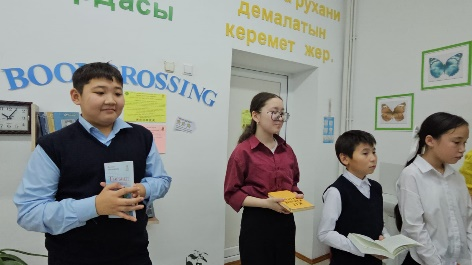 рдасы
рухани
демалатын
керемет жер.
BOOKCROSSING